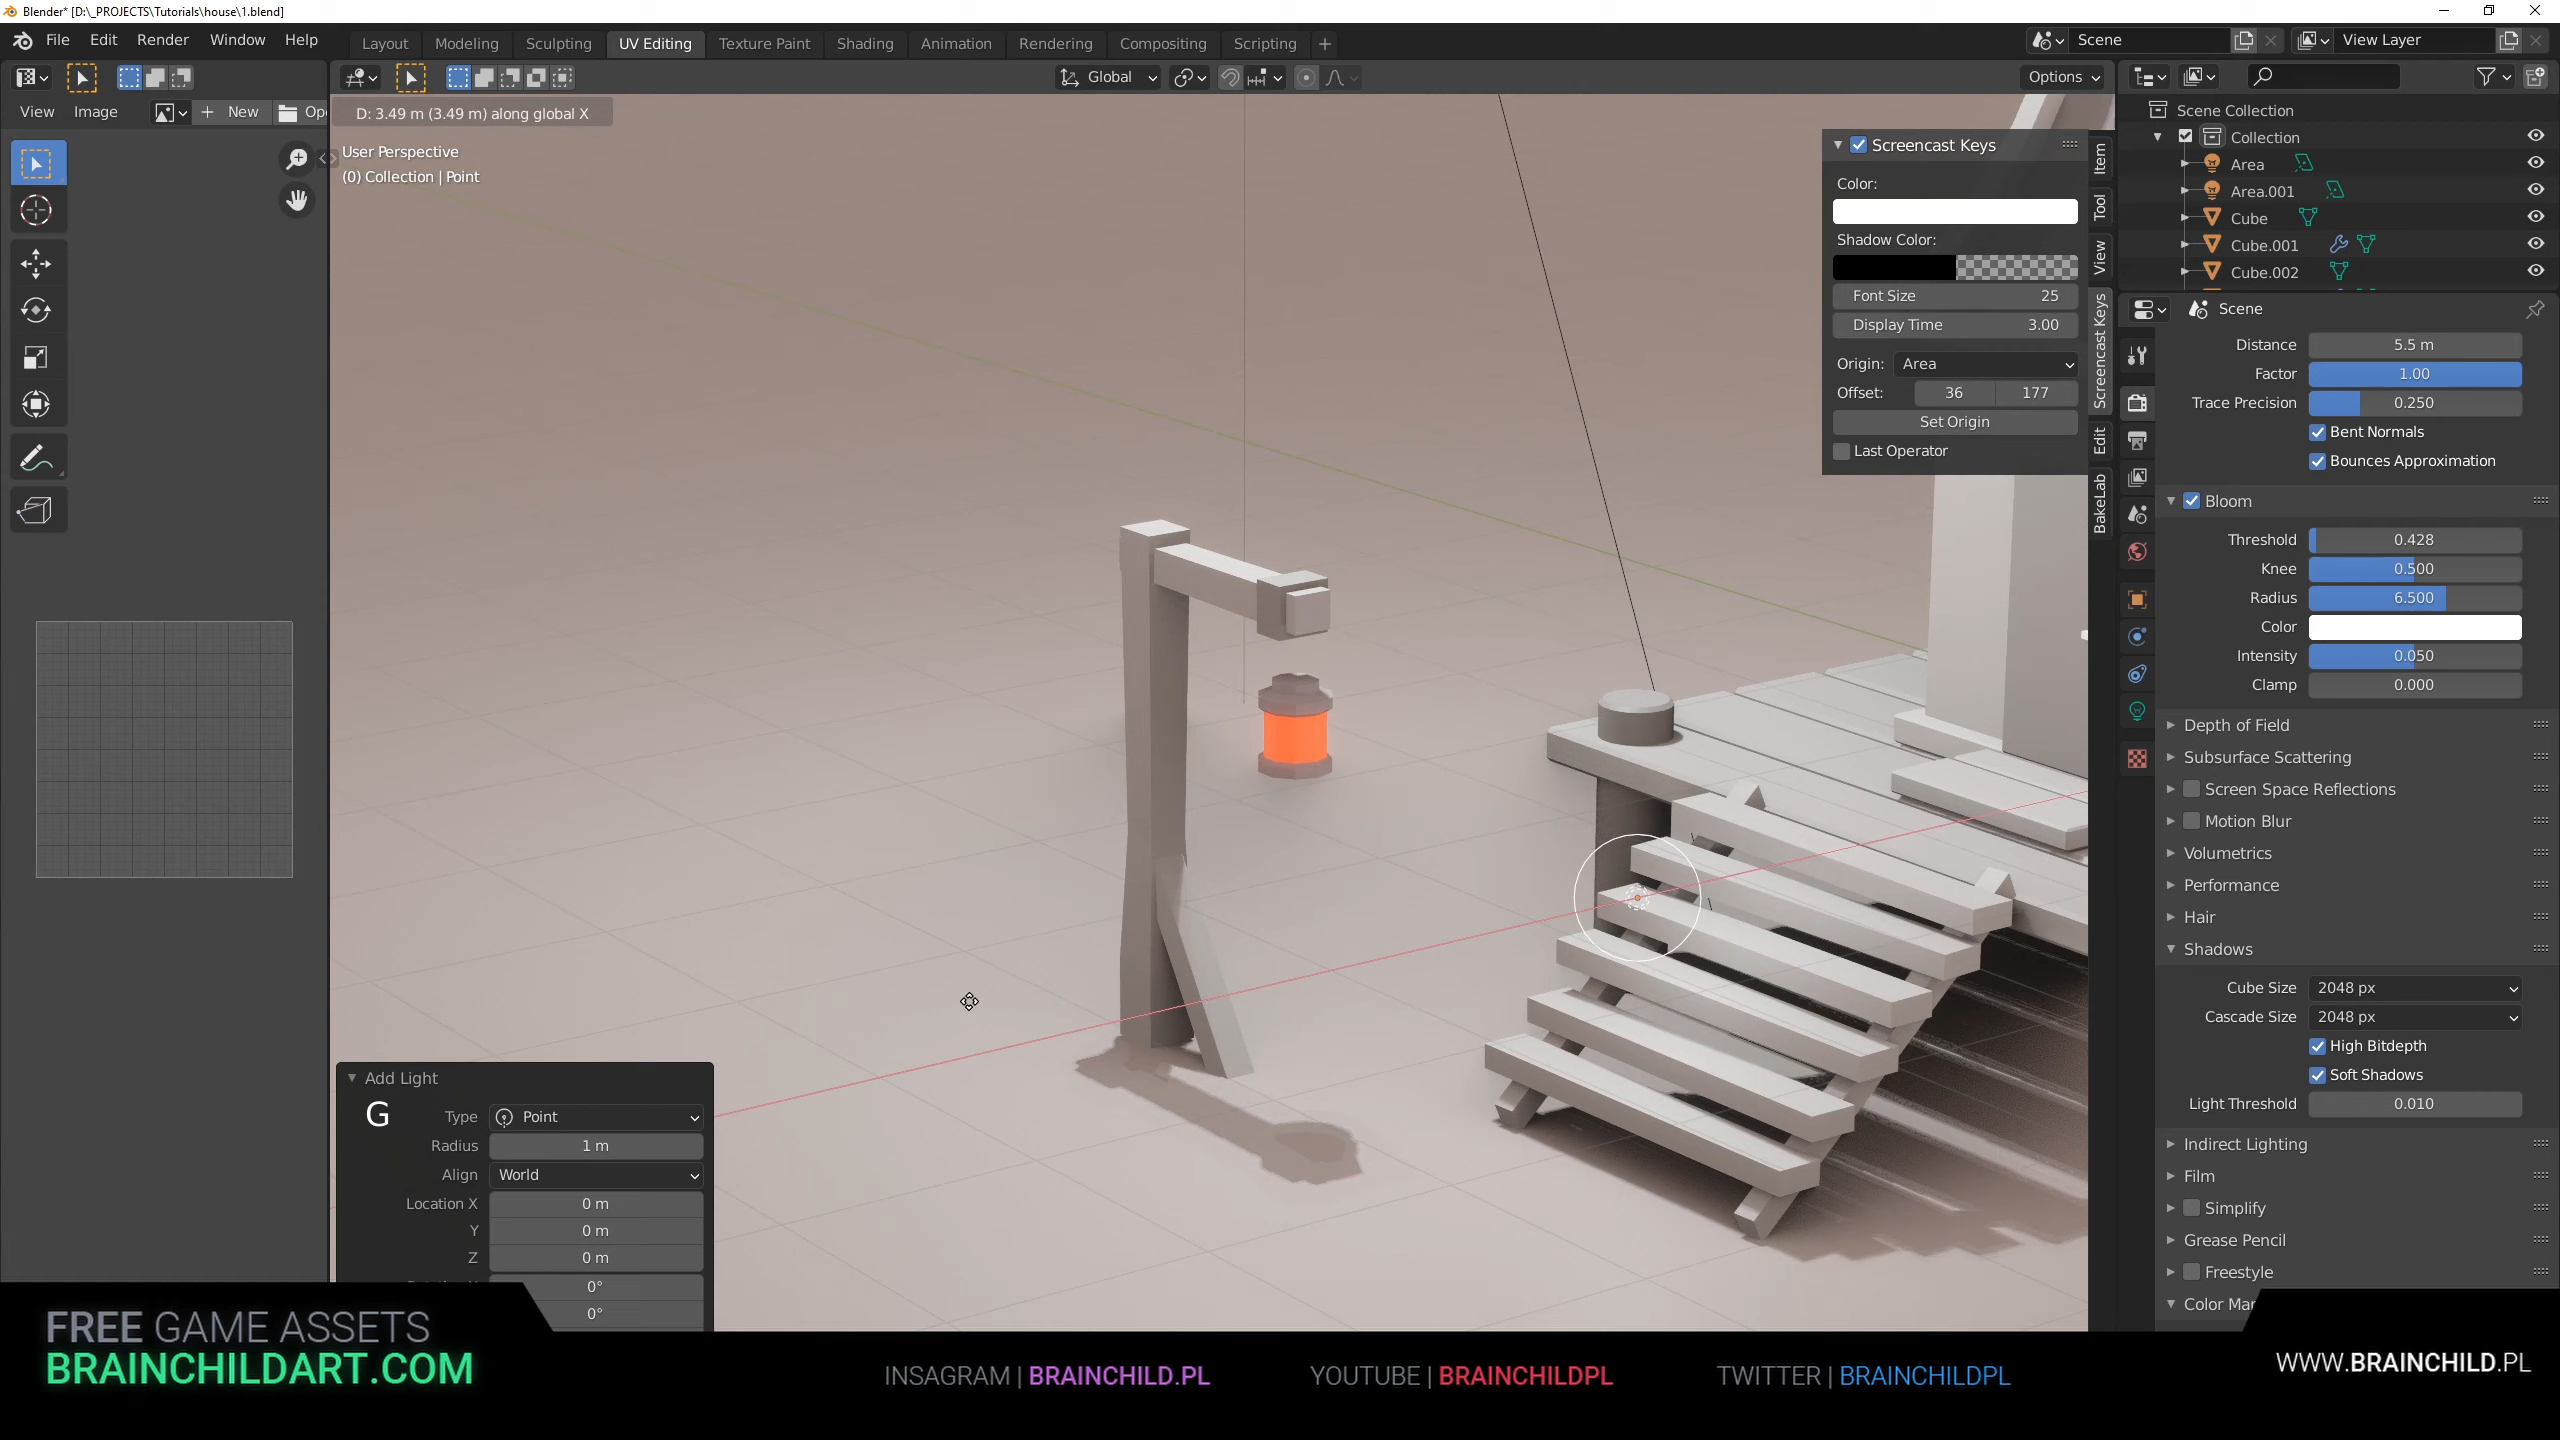 Blender* [D:\_PROJECTS\Tutorials\house\1.blend]
File Edit Render Window Help
Layout Modeling Sculpting UV Editing Texture Paint Shading Animation Rendering Compositing Scripting +
Scene
View Layer
Global
Options
View Image + New Op
D: 3.49 m (3.49 m) along global X
User Perspective
(0) Collection | Point
Screencast Keys
Color:
Shadow Color:
Font Size 25
Display Time 3.00
Origin: Area
Offset: 36 177
Set Origin
Last Operator
Item
Tool
View
Screencast Keys
Edit
BakeLab
Scene Collection
Collection
Area
Area.001
Cube
Cube.001
Cube.002
Scene
Distance 5.5 m
Factor 1.00
Trace Precision 0.250
Bent Normals
Bounces Approximation
Bloom
Threshold 0.428
Knee 0.500
Radius 6.500
Color
Intensity 0.050
Clamp 0.000
Depth of Field
Subsurface Scattering
Screen Space Reflections
Motion Blur
Volumetrics
Performance
Hair
Shadows
Cube Size 2048 px
Cascade Size 2048 px
High Bitdepth
Soft Shadows
Light Threshold 0.010
Indirect Lighting
Film
Simplify
Grease Pencil
Freestyle
Color Mar
Add Light
G
Type Point
Radius 1 m
Align World
Location X 0 m
Y 0 m
Z 0 m
0°
0°
FREE GAME ASSETS
BRAINCHILDART.COM
INSAGRAM | BRAINCHILD.PL
YOUTUBE | BRAINCHILDPL
TWITTER | BRAINCHILDPL
WWW.BRAINCHILD.PL